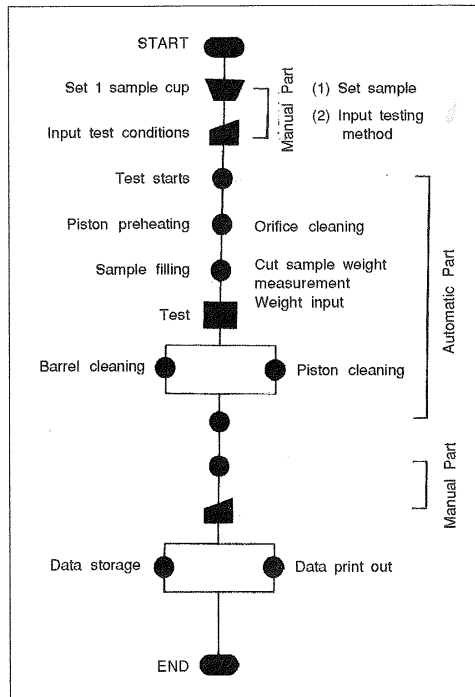 START
Set 1 sample cup
Manual Part
(1) Set sample
(2) Input testing
method
Input test conditions
Test starts
Piston preheating
Orifice cleaning
Sample filling
Cut sample weight
measurement
Weight input
Test
Automatic Part
Barrel cleaning
Piston cleaning
Manual Part
Data storage
Data print out
END